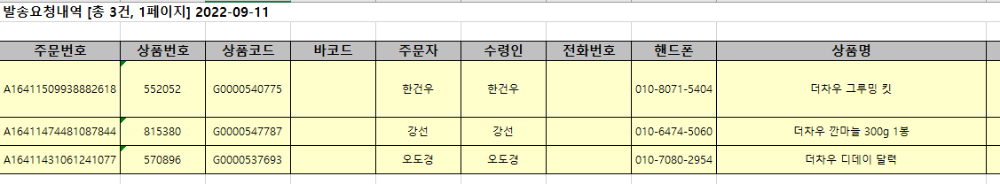 발송요청내역 [총 3건, 1페이지] 2022-09-11
주문번호 상품번호 상품코드 바코드 주문자 수령인 전화번호 핸드폰 상품명
A16411509938882618 552052 G0000540775 한건우 한건우 010-8071-5404 더차우 그루밍 킷
A16411474481087844 815380 G0000547787 강선 강선 010-6474-5060 더차우 깐마늘 300g 1봉
A16411431061241077 570896 G0000537693 오도경 오도경 010-7080-2954 더차우 디데이 달력